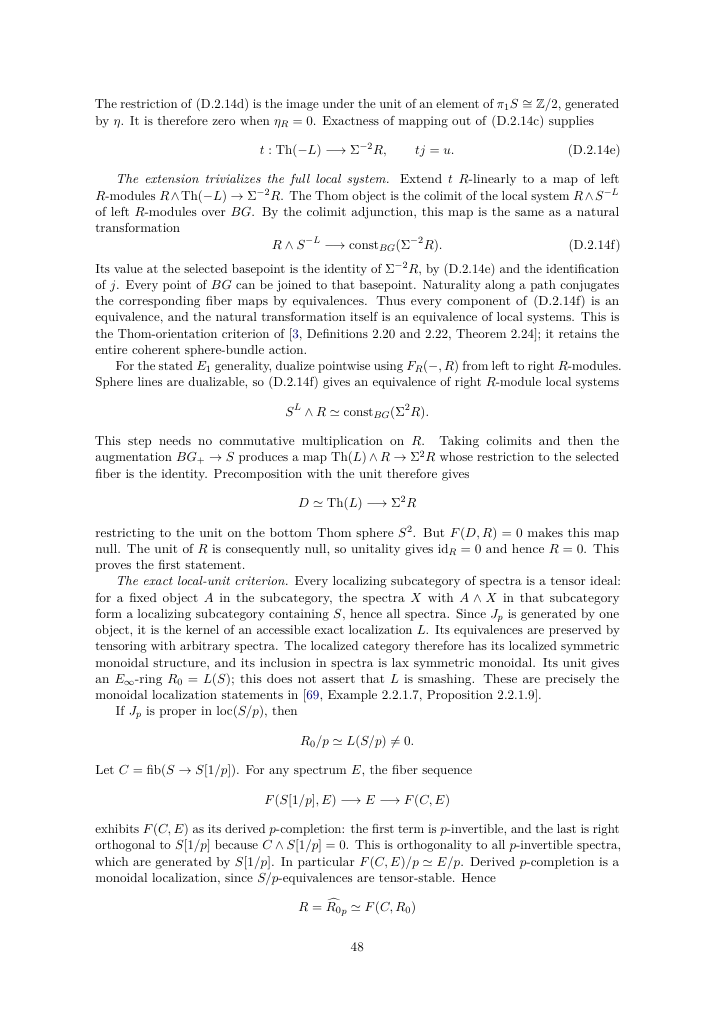 The restriction of (D.2.14d) is the image under the unit of an element of π₁S ≅ ℤ/2, generated
by η. It is therefore zero when η_R = 0. Exactness of mapping out of (D.2.14c) supplies
t : Th(−L) ⟶ Σ⁻²R, tj = u. (D.2.14e)
The extension trivializes the full local system. Extend t R-linearly to a map of left
R-modules R∧Th(−L) → Σ⁻²R. The Thom object is the colimit of the local system R∧S^{−L}
of left R-modules over BG. By the colimit adjunction, this map is the same as a natural
transformation
R ∧ S^{−L} ⟶ const_{BG}(Σ⁻²R). (D.2.14f)
Its value at the selected basepoint is the identity of Σ⁻²R, by (D.2.14e) and the identification
of j. Every point of BG can be joined to that basepoint. Naturality along a path conjugates
the corresponding fiber maps by equivalences. Thus every component of (D.2.14f) is an
equivalence, and the natural transformation itself is an equivalence of local systems. This is
the Thom-orientation criterion of [3, Definitions 2.20 and 2.22, Theorem 2.24]; it retains the
entire coherent sphere-bundle action.
For the stated E₁ generality, dualize pointwise using F_R(−, R) from left to right R-modules.
Sphere lines are dualizable, so (D.2.14f) gives an equivalence of right R-module local systems
S^L ∧ R ≃ const_{BG}(Σ²R).
This step needs no commutative multiplication on R. Taking colimits and then the
augmentation BG₊ → S produces a map Th(L) ∧ R → Σ²R whose restriction to the selected
fiber is the identity. Precomposition with the unit therefore gives
D ≃ Th(L) ⟶ Σ²R
restricting to the unit on the bottom Thom sphere S². But F(D, R) = 0 makes this map
null. The unit of R is consequently null, so unitality gives id_R = 0 and hence R = 0. This
proves the first statement.
The exact local-unit criterion. Every localizing subcategory of spectra is a tensor ideal:
for a fixed object A in the subcategory, the spectra X with A ∧ X in that subcategory
form a localizing subcategory containing S, hence all spectra. Since J_p is generated by one
object, it is the kernel of an accessible exact localization L. Its equivalences are preserved by
tensoring with arbitrary spectra. The localized category therefore has its localized symmetric
monoidal structure, and its inclusion in spectra is lax symmetric monoidal. Its unit gives
an E_∞-ring R₀ = L(S); this does not assert that L is smashing. These are precisely the
monoidal localization statements in [69, Example 2.2.1.7, Proposition 2.2.1.9].
If J_p is proper in loc(S/p), then
R₀/p ≃ L(S/p) ≠ 0.
Let C = fib(S → S[1/p]). For any spectrum E, the fiber sequence
F(S[1/p], E) ⟶ E ⟶ F(C, E)
exhibits F(C, E) as its derived p-completion: the first term is p-invertible, and the last is right
orthogonal to S[1/p] because C ∧ S[1/p] = 0. This is orthogonality to all p-invertible spectra,
which are generated by S[1/p]. In particular F(C, E)/p ≃ E/p. Derived p-completion is a
monoidal localization, since S/p-equivalences are tensor-stable. Hence
R = \widehat{R₀}_p ≃ F(C, R₀)
48